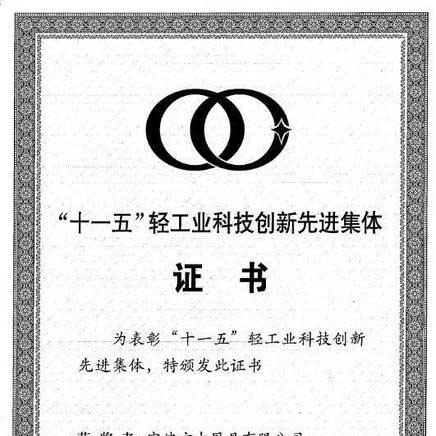 “十一五”轻工业科技创新先进集体
证 书
为表彰“十一五”轻工业科技创新
先进集体，特颁发此证书